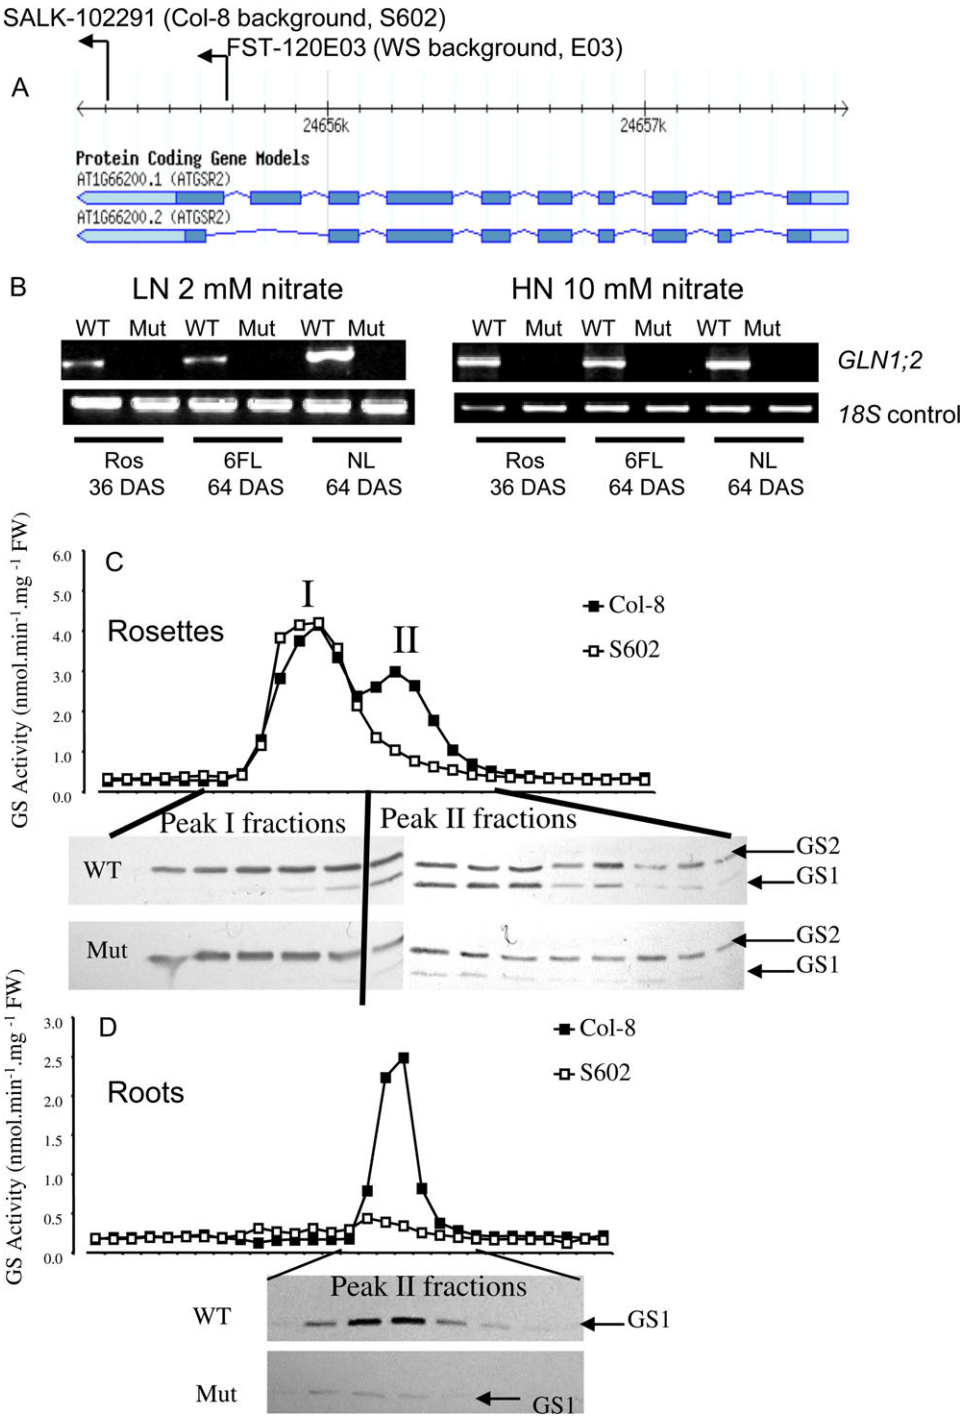 SALK-102291 (Col-8 background, S602)
FST-120E03 (WS background, E03)
A
24656k
24657k
Protein Coding Gene Models
AT1G66200.1 (ATGSR2)
AT1G66200.2 (ATGSR2)
B
LN 2 mM nitrate
HN 10 mM nitrate
WT Mut WT Mut WT Mut
WT Mut WT Mut WT Mut
GLN1;2
18S control
Ros 6FL NL
36 DAS 64 DAS 64 DAS
Ros 6FL NL
36 DAS 64 DAS 64 DAS
GS Activity (nmol.min-1.mg -1 FW)
6.0
5.0
4.0
3.0
2.0
1.0
0.0
C
Rosettes
I
II
Col-8
S602
Peak I fractions
Peak II fractions
WT
GS2
GS1
Mut
GS2
GS1
GS Activity (nmol.min-1.mg -1 FW)
3.0
2.5
2.0
1.5
1.0
0.5
0.0
D
Roots
Col-8
S602
Peak II fractions
WT
GS1
Mut
GS1